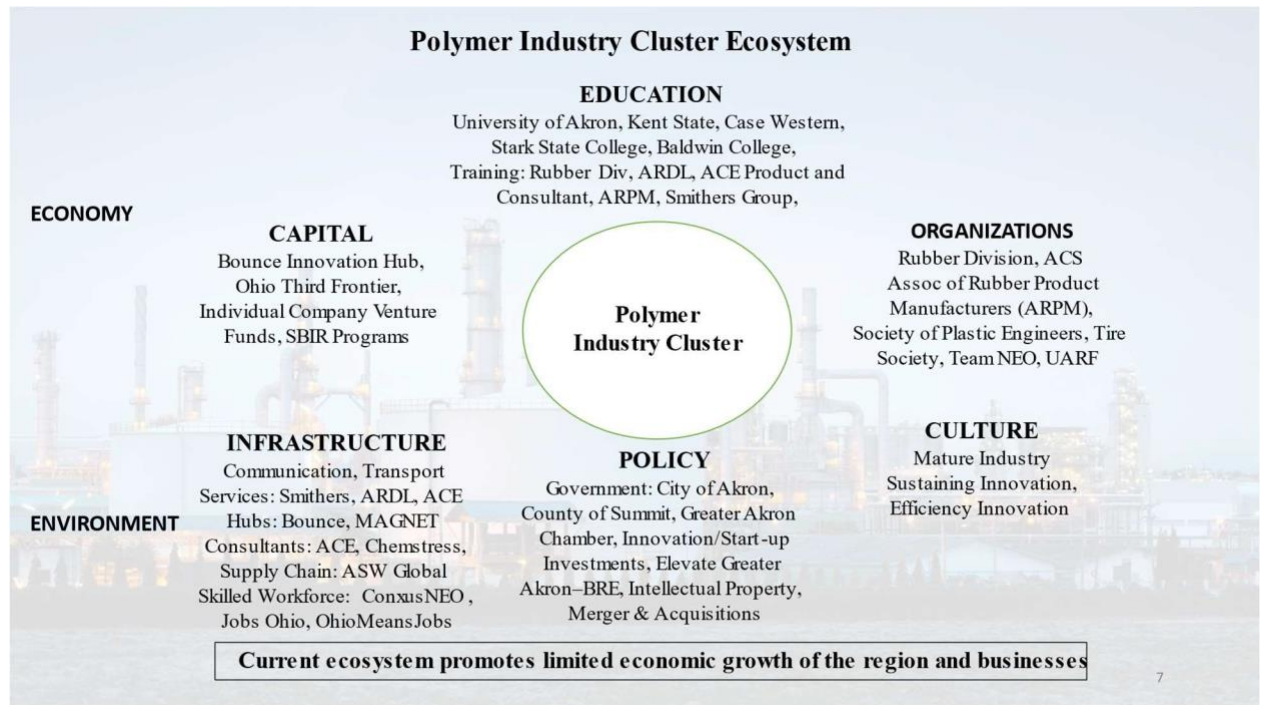 Polymer Industry Cluster Ecosystem
EDUCATION
University of Akron, Kent State, Case Western,
Stark State College, Baldwin College,
Training: Rubber Div, ARDL, ACE Product and
Consultant, ARPM, Smithers Group,
ECONOMY
CAPITAL
Bounce Innovation Hub,
Ohio Third Frontier,
Individual Company Venture
Funds, SBIR Programs
Polymer
Industry Cluster
ORGANIZATIONS
Rubber Division, ACS
Assoc of Rubber Product
Manufacturers (ARPM),
Society of Plastic Engineers, Tire
Society, Team NEO, UARF
INFRASTRUCTURE
Communication, Transport
Services: Smithers, ARDL, ACE
Hubs: Bounce, MAGNET
Consultants: ACE, Chemstress,
Supply Chain: ASW Global
Skilled Workforce: ConxusNEO ,
Jobs Ohio, OhioMeansJobs
ENVIRONMENT
POLICY
Government: City of Akron,
County of Summit, Greater Akron
Chamber, Innovation/Start-up
Investments, Elevate Greater
Akron–BRE, Intellectual Property,
Merger & Acquisitions
CULTURE
Mature Industry
Sustaining Innovation,
Efficiency Innovation
Current ecosystem promotes limited economic growth of the region and businesses
7